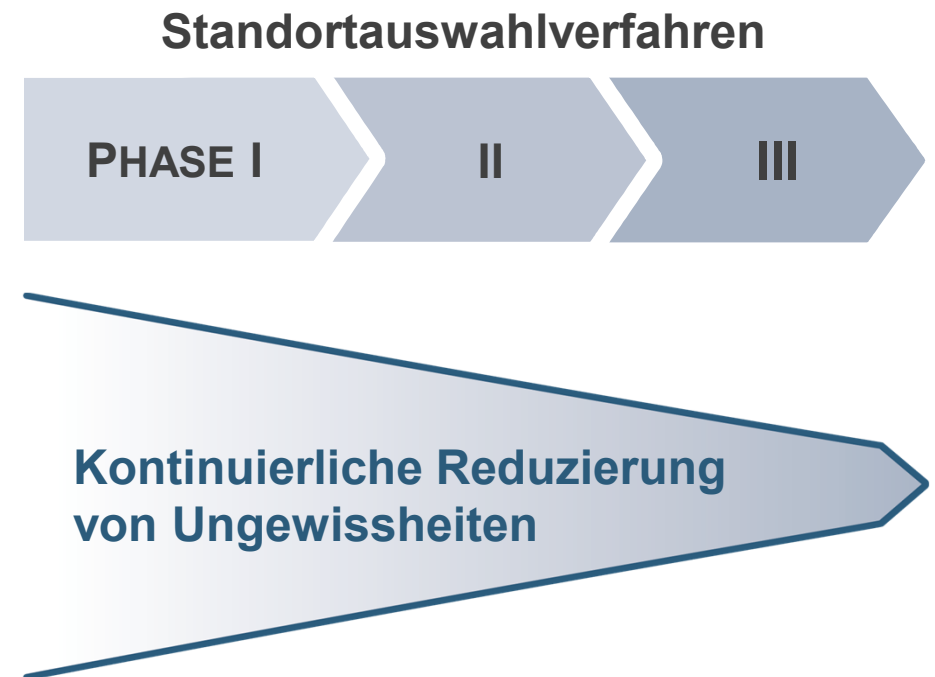 Standortauswahlverfahren
PHASE I
II
III
Kontinuierliche Reduzierung
von Ungewissheiten